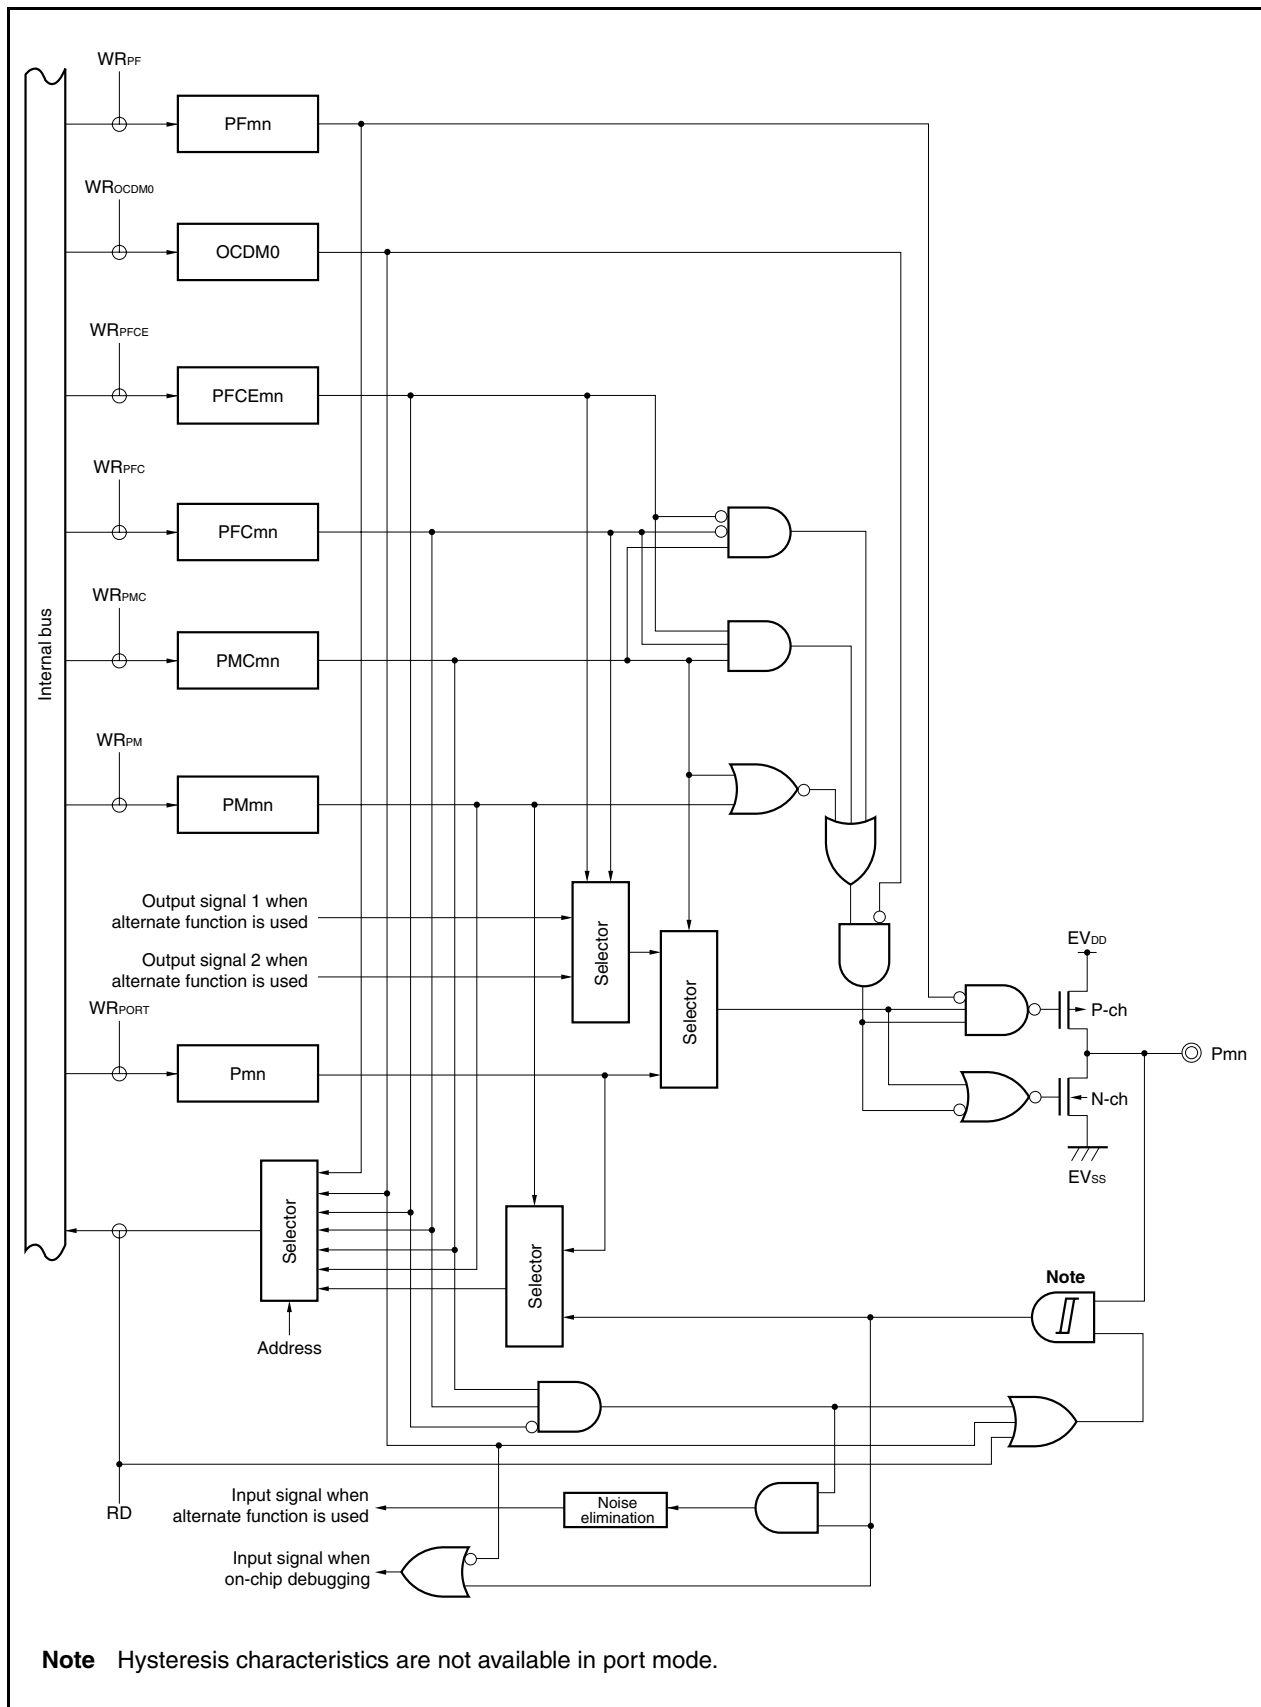 WRPF
PFmn
WROCDM0
OCDM0
WRPFCE
PFCEmn
WRPFC
PFCmn
WRPMC
PMCmn
Internal bus
WRPM
PMmn
Output signal 1 when
alternate function is used
Output signal 2 when
alternate function is used
Selector
Selector
WRPORT
Pmn
EVDD
P-ch
Pmn
N-ch
EVSS
Selector
Address
Selector
Note
RD
Input signal when
alternate function is used
Noise
elimination
Input signal when
on-chip debugging
Note Hysteresis characteristics are not available in port mode.